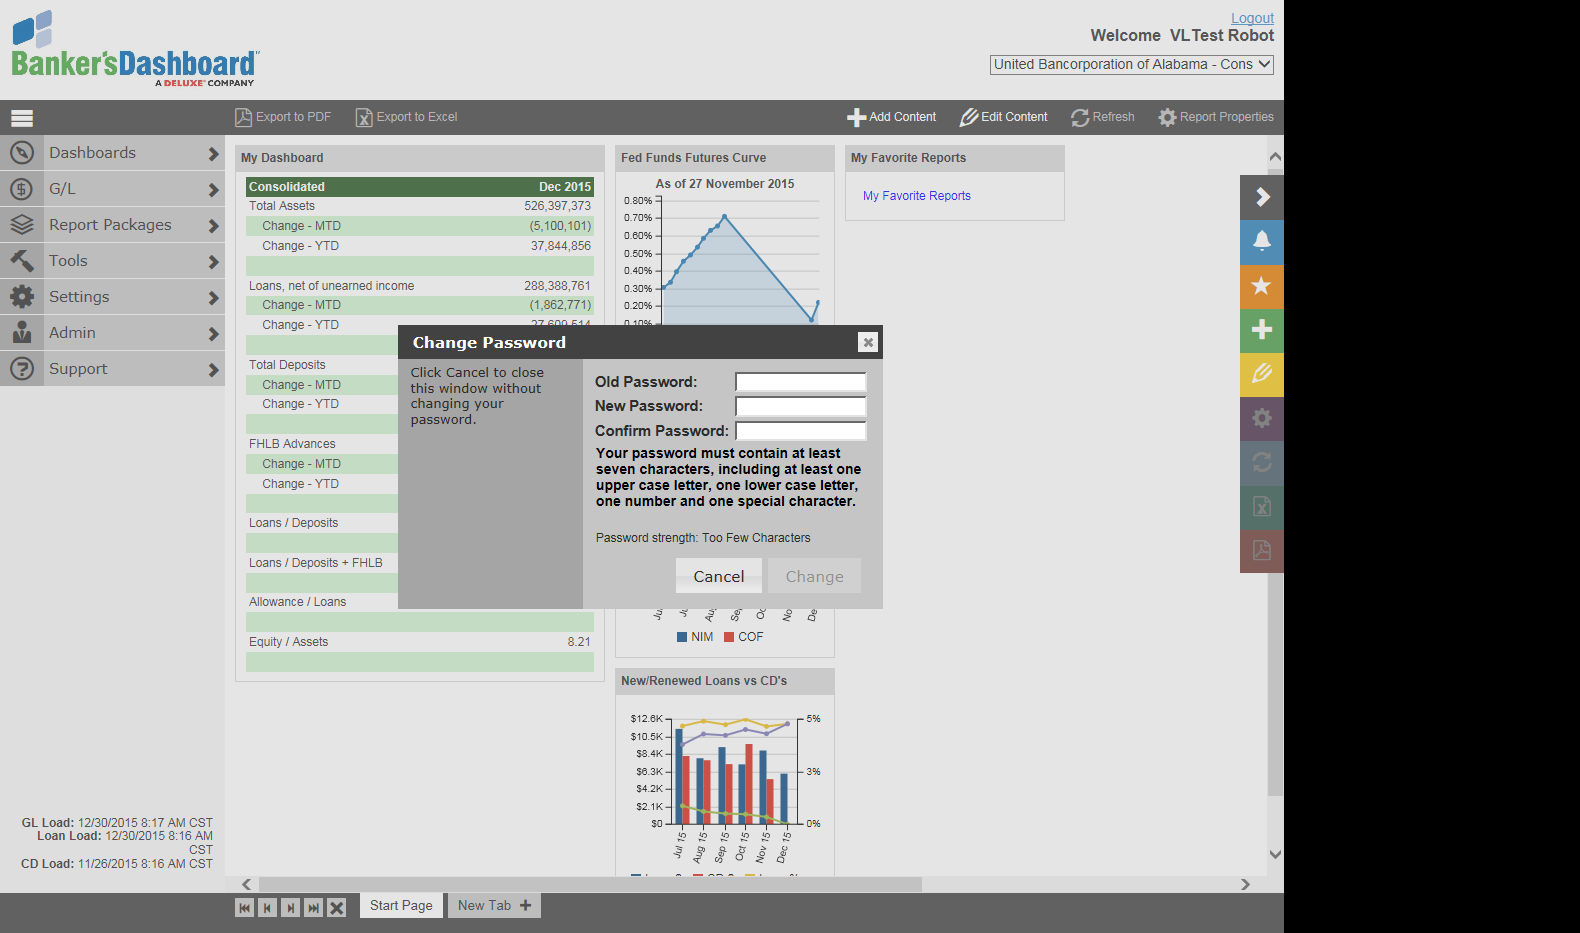 Logout
Welcome VLTest Robot
United Bancorporation of Alabama - Cons
Banker'sDashboard
A DELUXE COMPANY
Export to PDF
Export to Excel
Add Content
Edit Content
Refresh
Report Properties
Dashboards
G/L
Report Packages
Tools
Settings
Admin
Support
My Dashboard
Consolidated Dec 2015
Total Assets 526,397,373
Change - MTD (5,100,101)
Change - YTD 37,844,856
Loans, net of unearned income 288,388,761
Change - MTD (1,862,771)
Change - YTD 27,609,514
Total Deposits
Change - MTD
Change - YTD
FHLB Advances
Change - MTD
Change - YTD
Loans / Deposits
Loans / Deposits + FHLB
Allowance / Loans
Equity / Assets 8.21
Fed Funds Futures Curve
As of 27 November 2015
0.80%
0.70%
0.60%
0.50%
0.40%
0.30%
0.20%
0.10%
My Favorite Reports
My Favorite Reports
Change Password
Click Cancel to close
this window without
changing your
password.
Old Password:
New Password:
Confirm Password:
Your password must contain at least
seven characters, including at least one
upper case letter, one lower case letter,
one number and one special character.
Password strength: Too Few Characters
Cancel
Change
NIM COF
New/Renewed Loans vs CD's
$12.6K
$10.5K
$8.4K
$6.3K
$4.2K
$2.1K
$0
5%
3%
0%
Jul 15
Aug 15
Sep 15
Oct 15
Nov 15
Dec 15
GL Load: 12/30/2015 8:17 AM CST
Loan Load: 12/30/2015 8:16 AM
CST
CD Load: 11/26/2015 8:16 AM CST
Start Page
New Tab